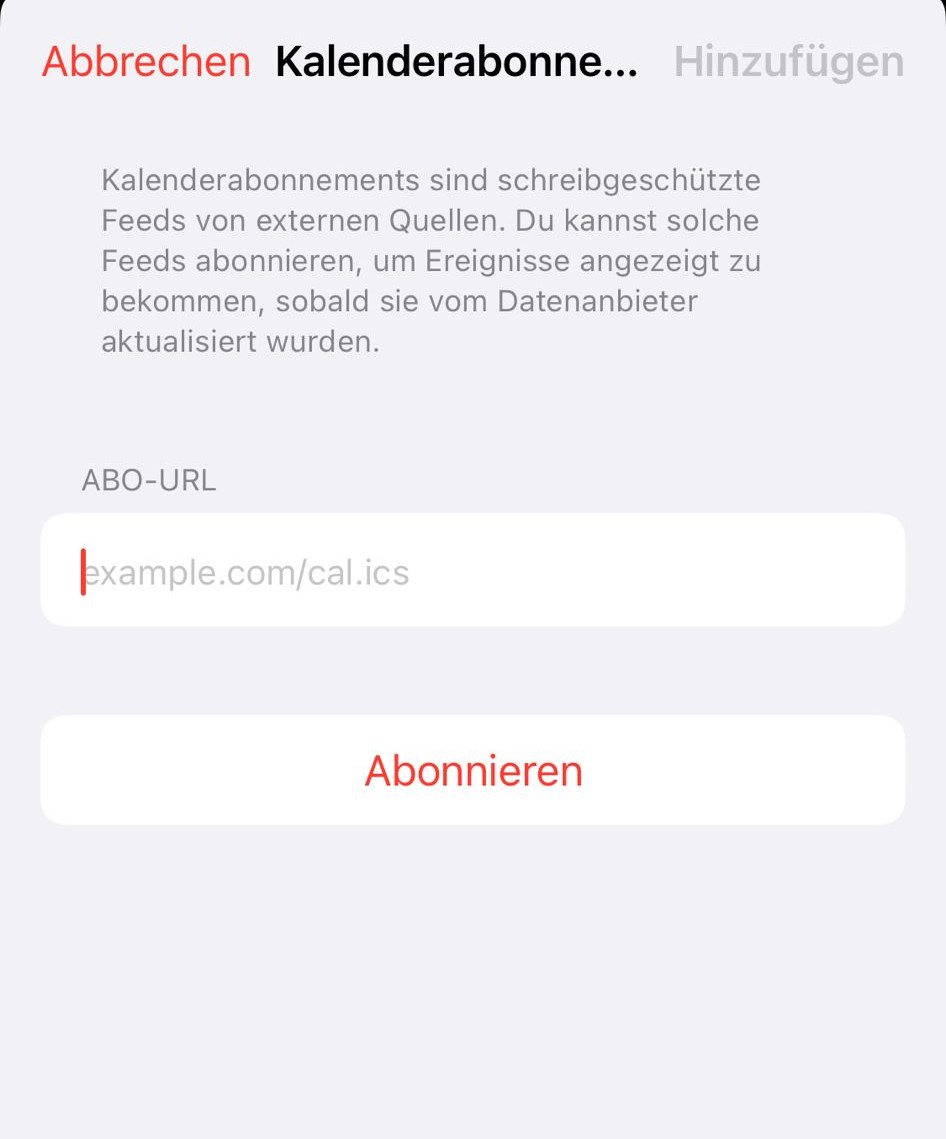 Abbrechen Kalenderabonne... Hinzufügen
Kalenderabonnements sind schreibgeschützte
Feeds von externen Quellen. Du kannst solche
Feeds abonnieren, um Ereignisse angezeigt zu
bekommen, sobald sie vom Datenanbieter
aktualisiert wurden.
ABO-URL
example.com/cal.ics
Abonnieren